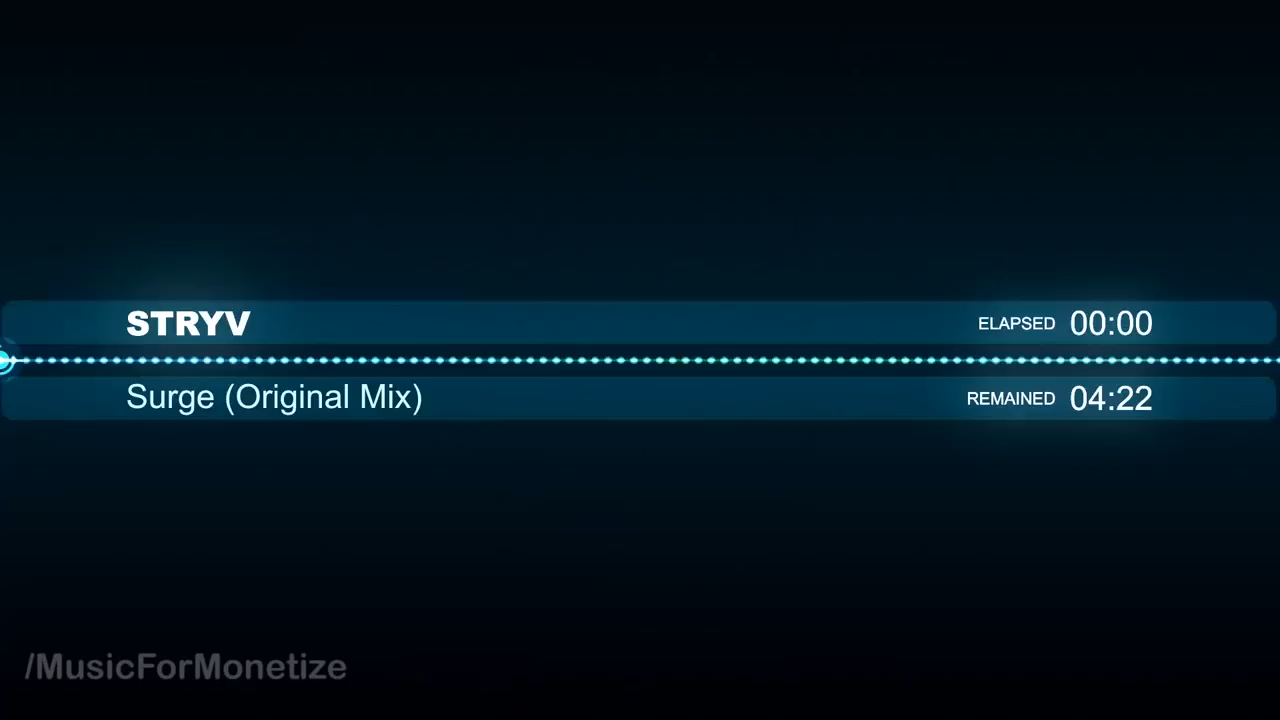 STRYV
ELAPSED 00:00
Surge (Original Mix)
REMAINED 04:22
/MusicForMonetize